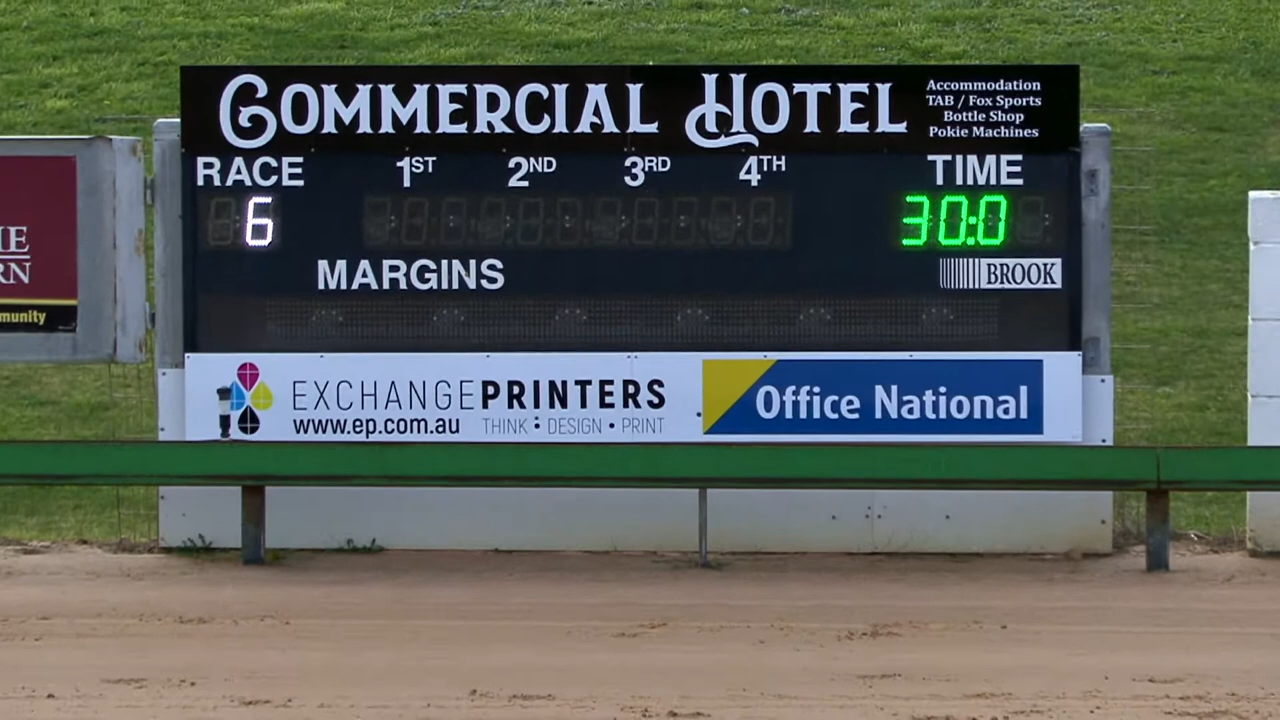 COMMERCIAL HOTEL
Accommodation
TAB / Fox Sports
Bottle Shop
Pokie Machines
RACE 1ST 2ND 3RD 4TH TIME
6 30:0
MARGINS
BROOK
EXCHANGEPRINTERS
www.ep.com.au THINK : DESIGN • PRINT
Office National